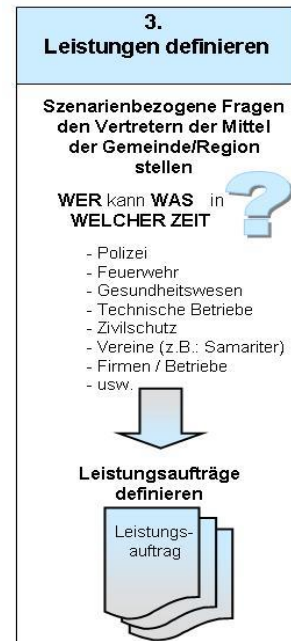 3.
Leistungen definieren
Szenarienbezogene Fragen
den Vertretern der Mittel
der Gemeinde/Region
stellen
WER kann WAS in
WELCHER ZEIT
?
- Polizei
- Feuerwehr
- Gesundheitswesen
- Technische Betriebe
- Zivilschutz
- Vereine (z.B.: Samariter)
- Firmen / Betriebe
- usw.
Leistungsaufträge
definieren
Leistungs-
auftrag